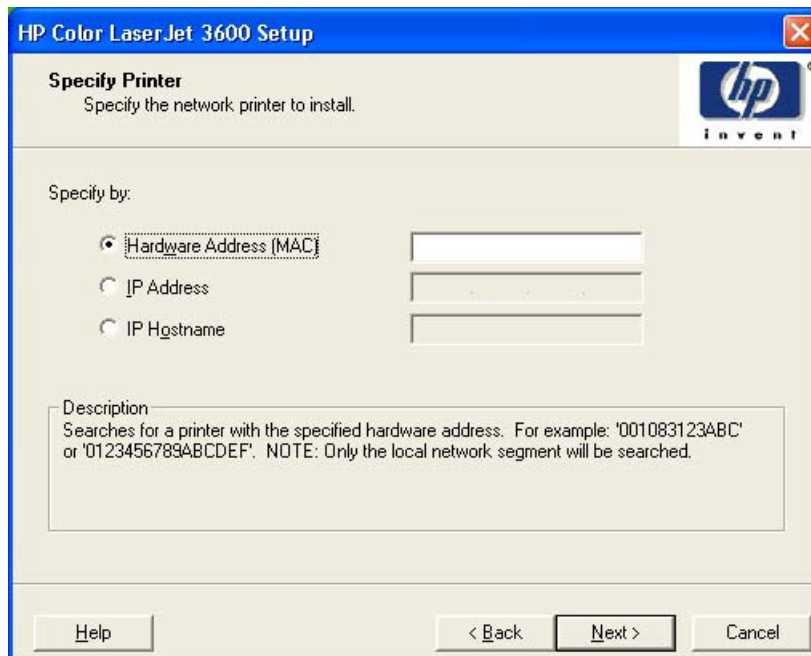 HP Color LaserJet 3600 Setup
Specify Printer
Specify the network printer to install.
hp
invent
Specify by:
Hardware Address (MAC)
IP Address
IP Hostname
Description
Searches for a printer with the specified hardware address. For example: '001083123ABC'
or '0123456789ABCDEF'. NOTE: Only the local network segment will be searched.
Help
< Back
Next >
Cancel